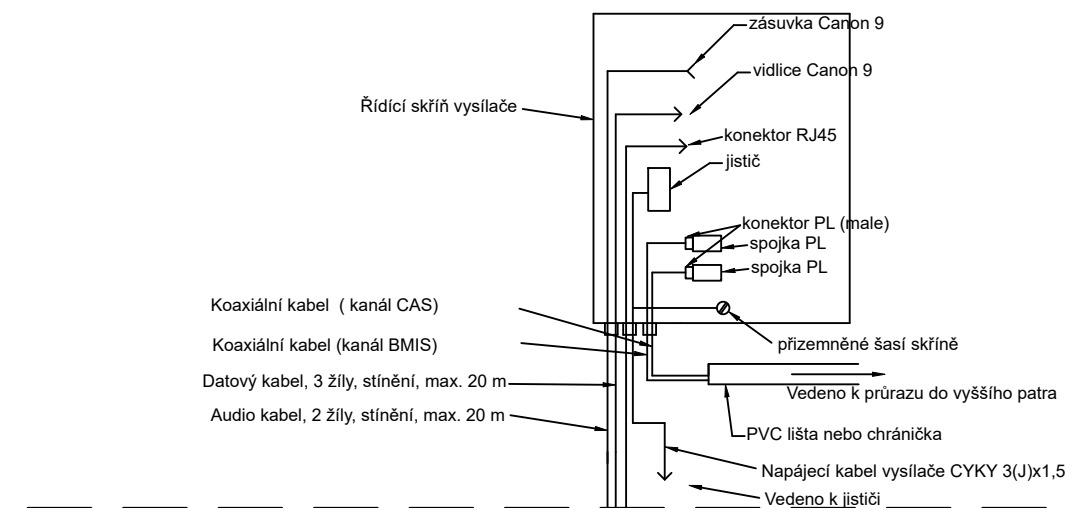 zásuvka Canon 9
vidlice Canon 9
Řídící skříň vysílače
konektor RJ45
jistič
konektor PL (male)
spojka PL
spojka PL
Koaxiální kabel ( kanál CAS)
přizemněné šasí skříně
Koaxiální kabel (kanál BMIS)
Datový kabel, 3 žíly, stínění, max. 20 m
Vedeno k průrazu do vyššího patra
Audio kabel, 2 žíly, stínění, max. 20 m
PVC lišta nebo chránička
Napájecí kabel vysílače CYKY 3(J)x1,5
Vedeno k jističi